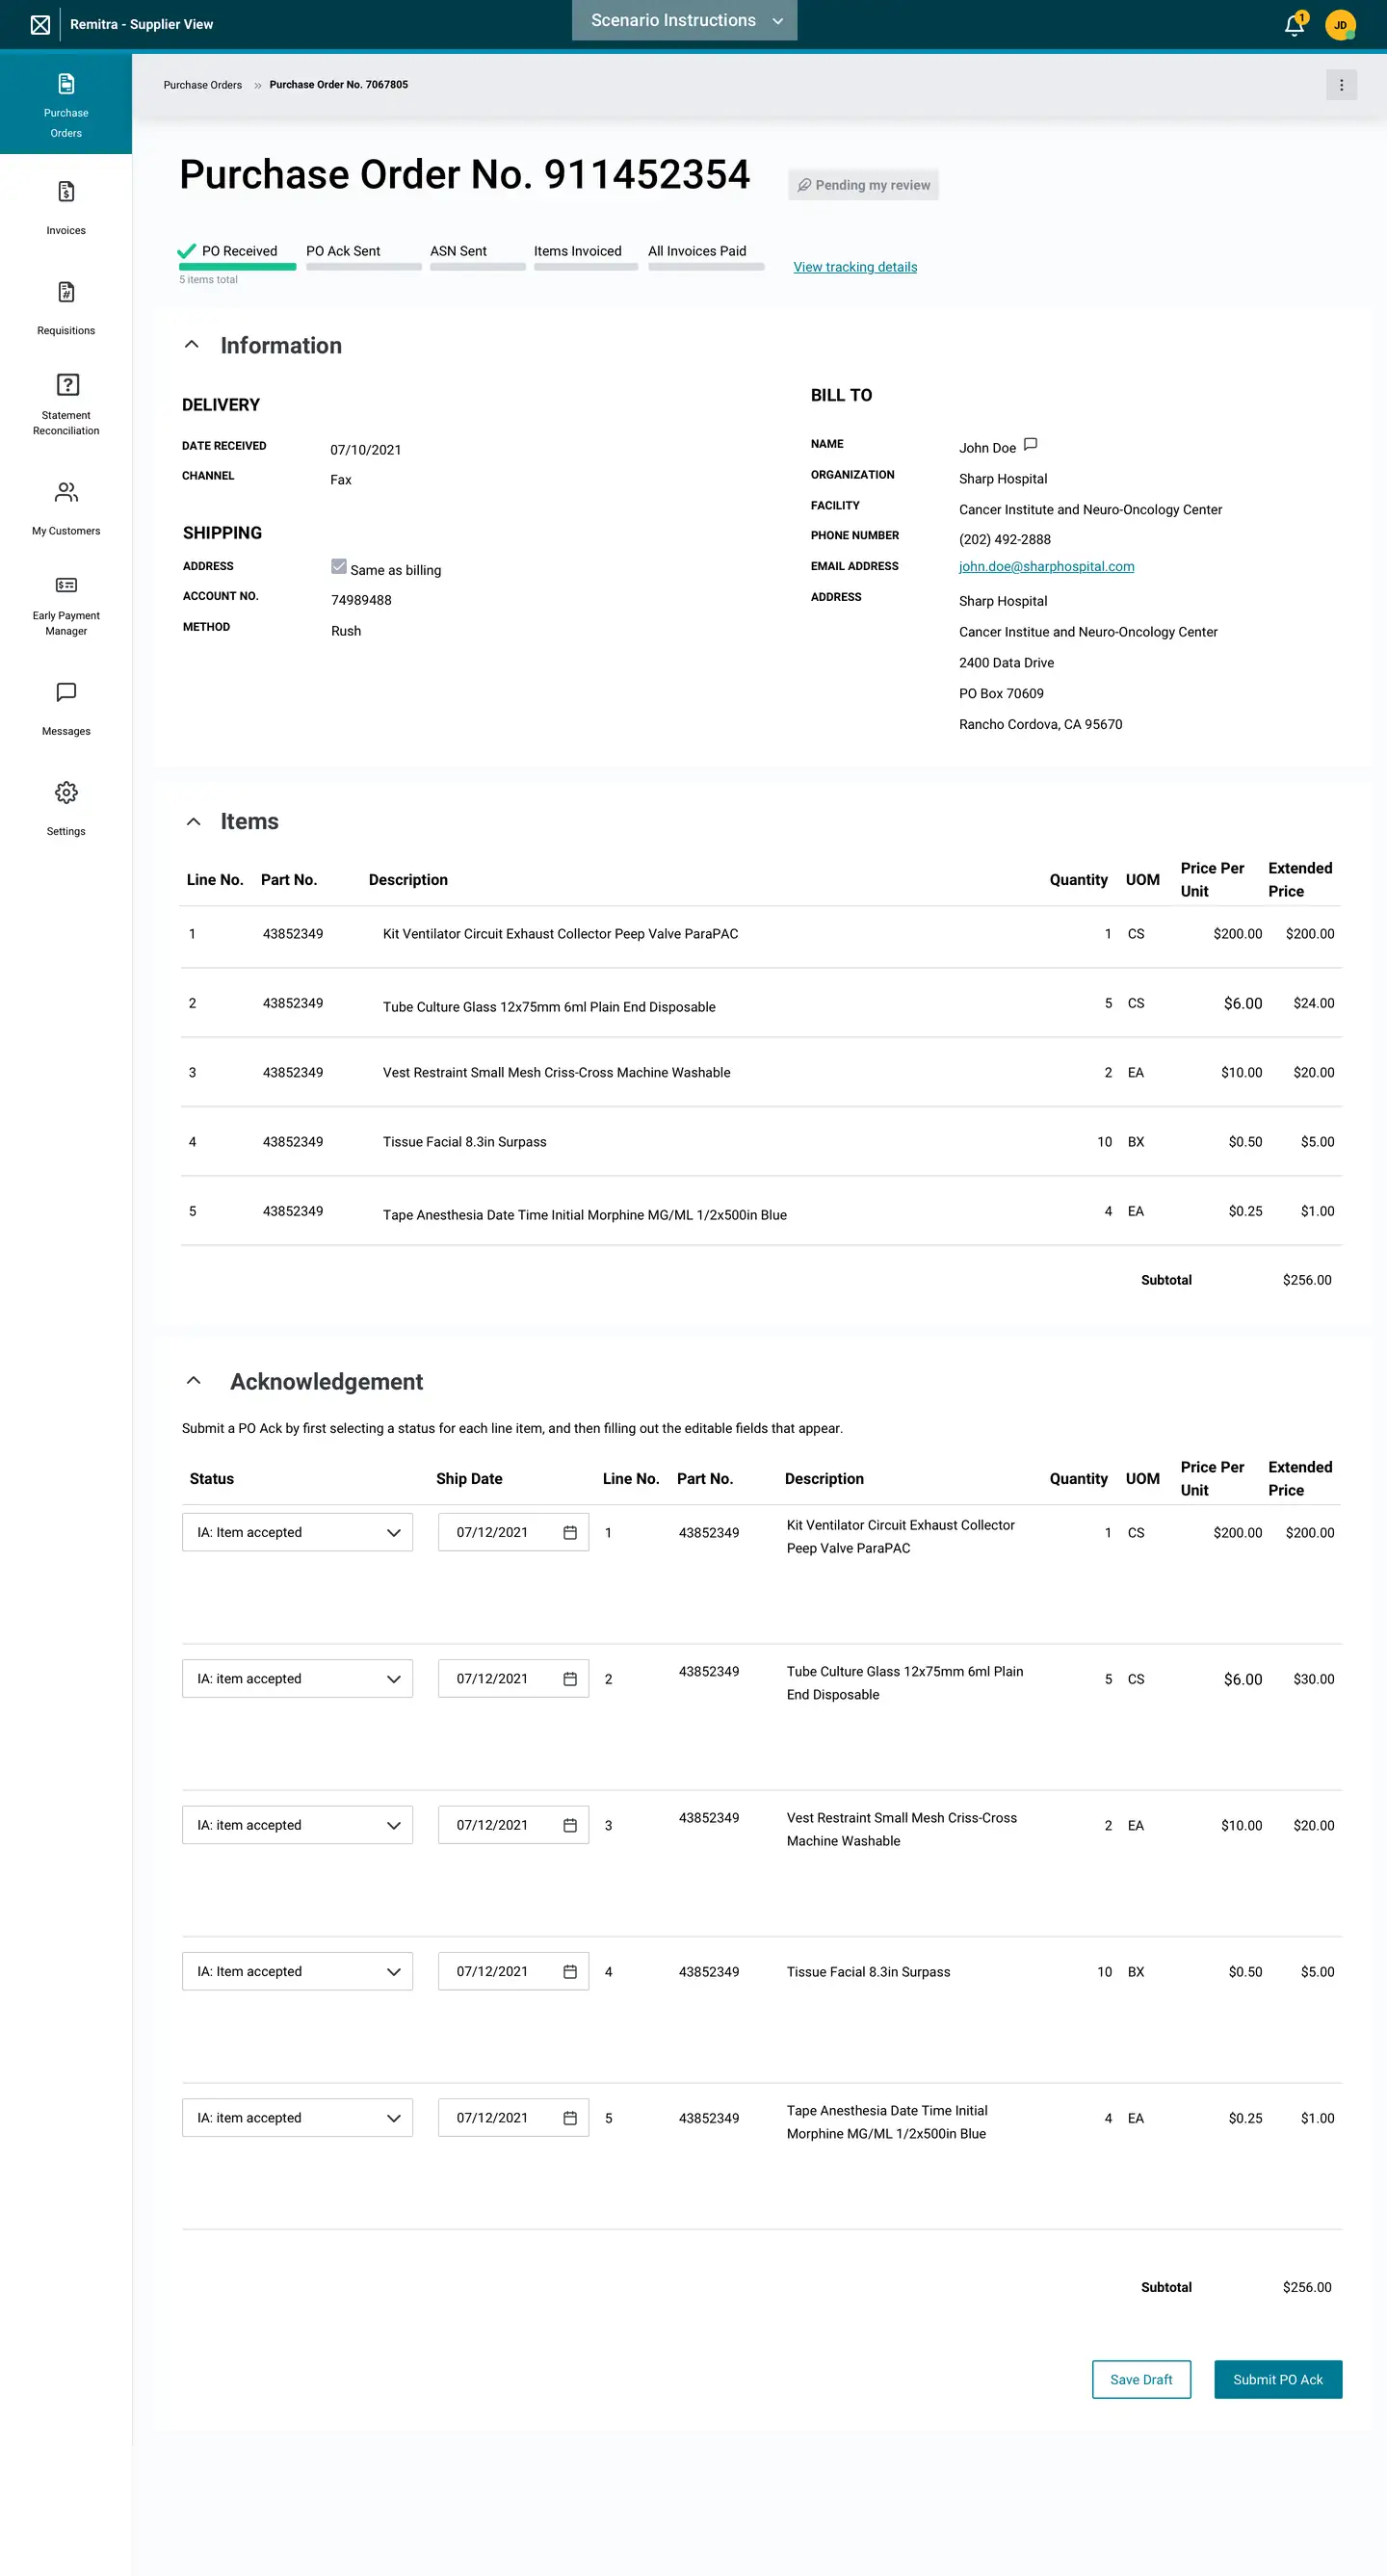 Remitra - Supplier View
Scenario Instructions
1
JD
Purchase Orders
Invoices
Requisitions
Statement Reconciliation
My Customers
Early Payment Manager
Messages
Settings
Purchase Orders » Purchase Order No. 7067805
Purchase Order No. 911452354
Pending my review
PO Received PO Ack Sent ASN Sent Items Invoiced All Invoices Paid
View tracking details
5 items total
Information
DELIVERY
DATE RECEIVED 07/10/2021
CHANNEL Fax
SHIPPING
ADDRESS Same as billing
ACCOUNT NO. 74989488
METHOD Rush
BILL TO
NAME John Doe
ORGANIZATION Sharp Hospital
FACILITY Cancer Institute and Neuro-Oncology Center
PHONE NUMBER (202) 492-2888
EMAIL ADDRESS john.doe@sharphospital.com
ADDRESS Sharp Hospital
Cancer Institue and Neuro-Oncology Center
2400 Data Drive
PO Box 70609
Rancho Cordova, CA 95670
Items
Line No. Part No. Description Quantity UOM Price Per Unit Extended Price
1 43852349 Kit Ventilator Circuit Exhaust Collector Peep Valve ParaPAC 1 CS $200.00 $200.00
2 43852349 Tube Culture Glass 12x75mm 6ml Plain End Disposable 5 CS $6.00 $24.00
3 43852349 Vest Restraint Small Mesh Criss-Cross Machine Washable 2 EA $10.00 $20.00
4 43852349 Tissue Facial 8.3in Surpass 10 BX $0.50 $5.00
5 43852349 Tape Anesthesia Date Time Initial Morphine MG/ML 1/2x500in Blue 4 EA $0.25 $1.00
Subtotal $256.00
Acknowledgement
Submit a PO Ack by first selecting a status for each line item, and then filling out the editable fields that appear.
Status Ship Date Line No. Part No. Description Quantity UOM Price Per Unit Extended Price
IA: Item accepted 07/12/2021 1 43852349 Kit Ventilator Circuit Exhaust Collector Peep Valve ParaPAC 1 CS $200.00 $200.00
IA: item accepted 07/12/2021 2 43852349 Tube Culture Glass 12x75mm 6ml Plain End Disposable 5 CS $6.00 $30.00
IA: item accepted 07/12/2021 3 43852349 Vest Restraint Small Mesh Criss-Cross Machine Washable 2 EA $10.00 $20.00
IA: Item accepted 07/12/2021 4 43852349 Tissue Facial 8.3in Surpass 10 BX $0.50 $5.00
IA: item accepted 07/12/2021 5 43852349 Tape Anesthesia Date Time Initial Morphine MG/ML 1/2x500in Blue 4 EA $0.25 $1.00
Subtotal $256.00
Save Draft
Submit PO Ack